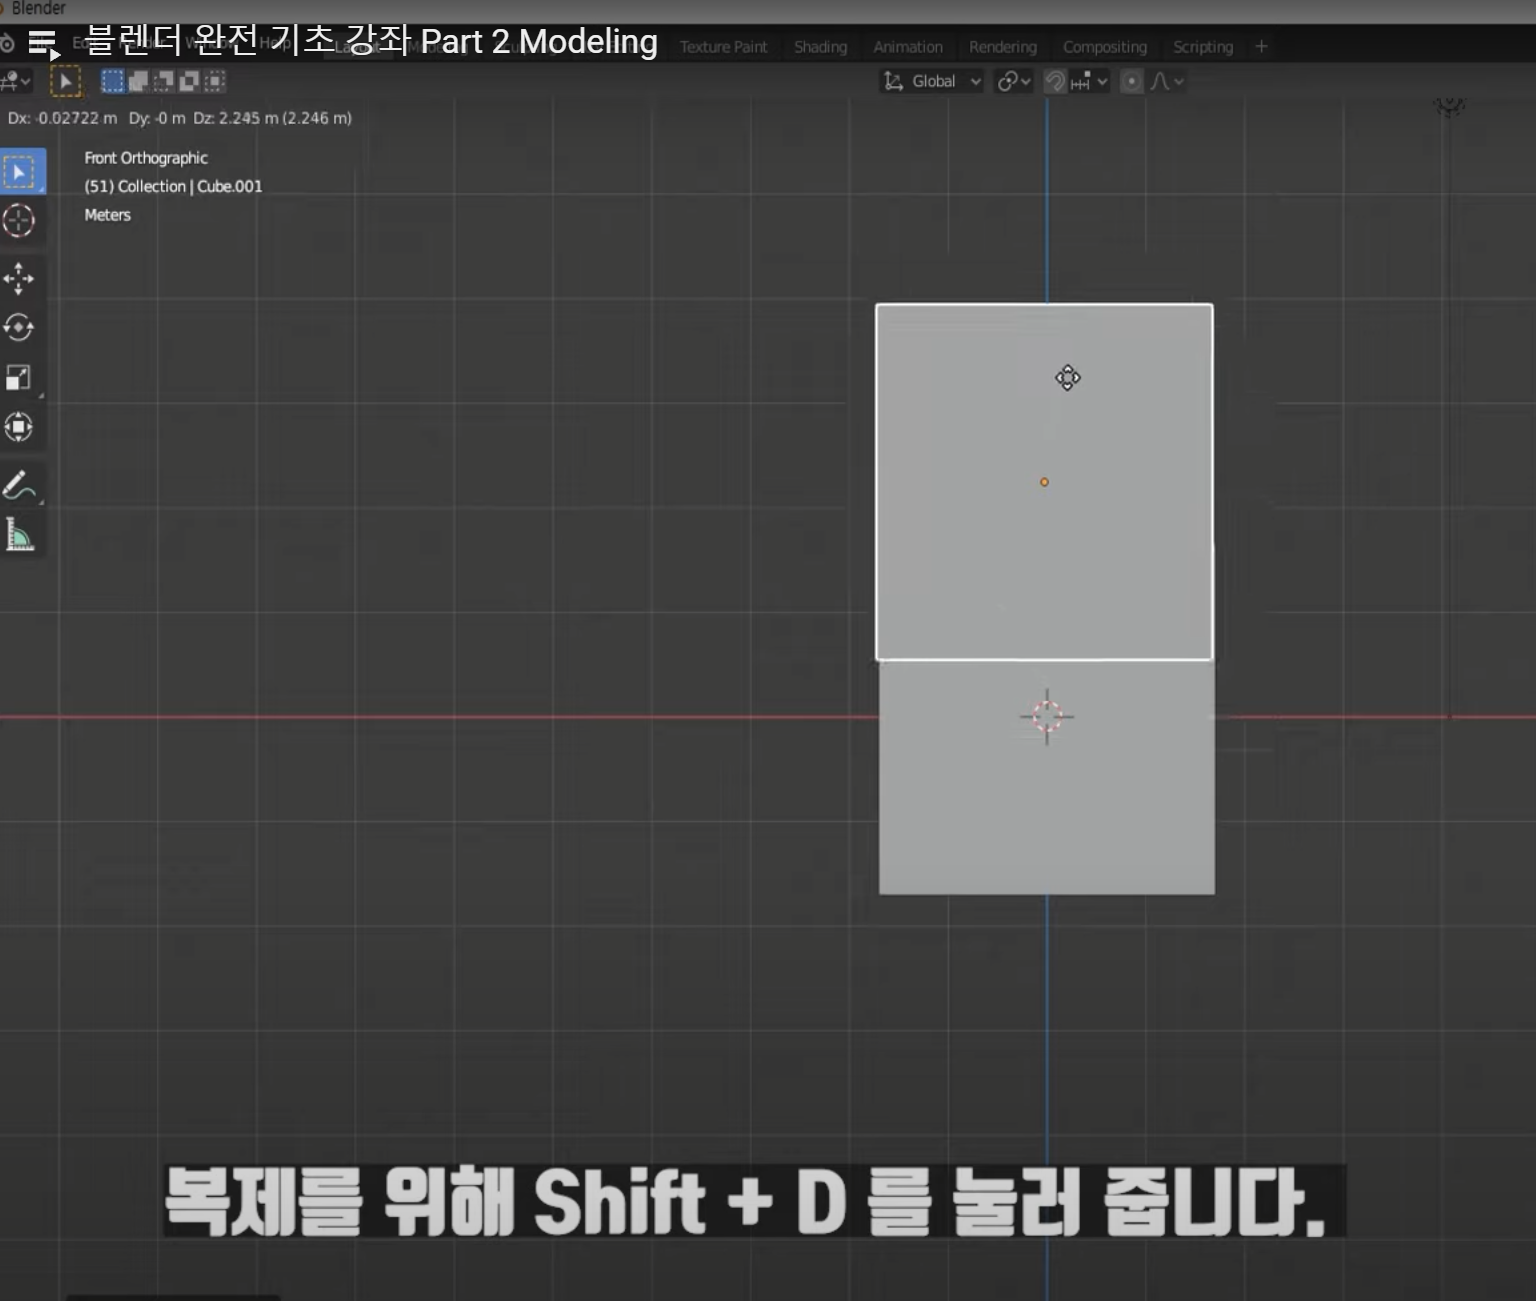 Blender
블렌더 완전 기초 강좌 Part 2 Modeling
Texture Paint Shading Animation Rendering Compositing Scripting +
Global
Dx: -0.02722 m Dy: -0 m Dz: 2.245 m (2.246 m)
Front Orthographic
(51) Collection | Cube.001
Meters
복제를 위해 Shift + D 를 눌러 줍니다.